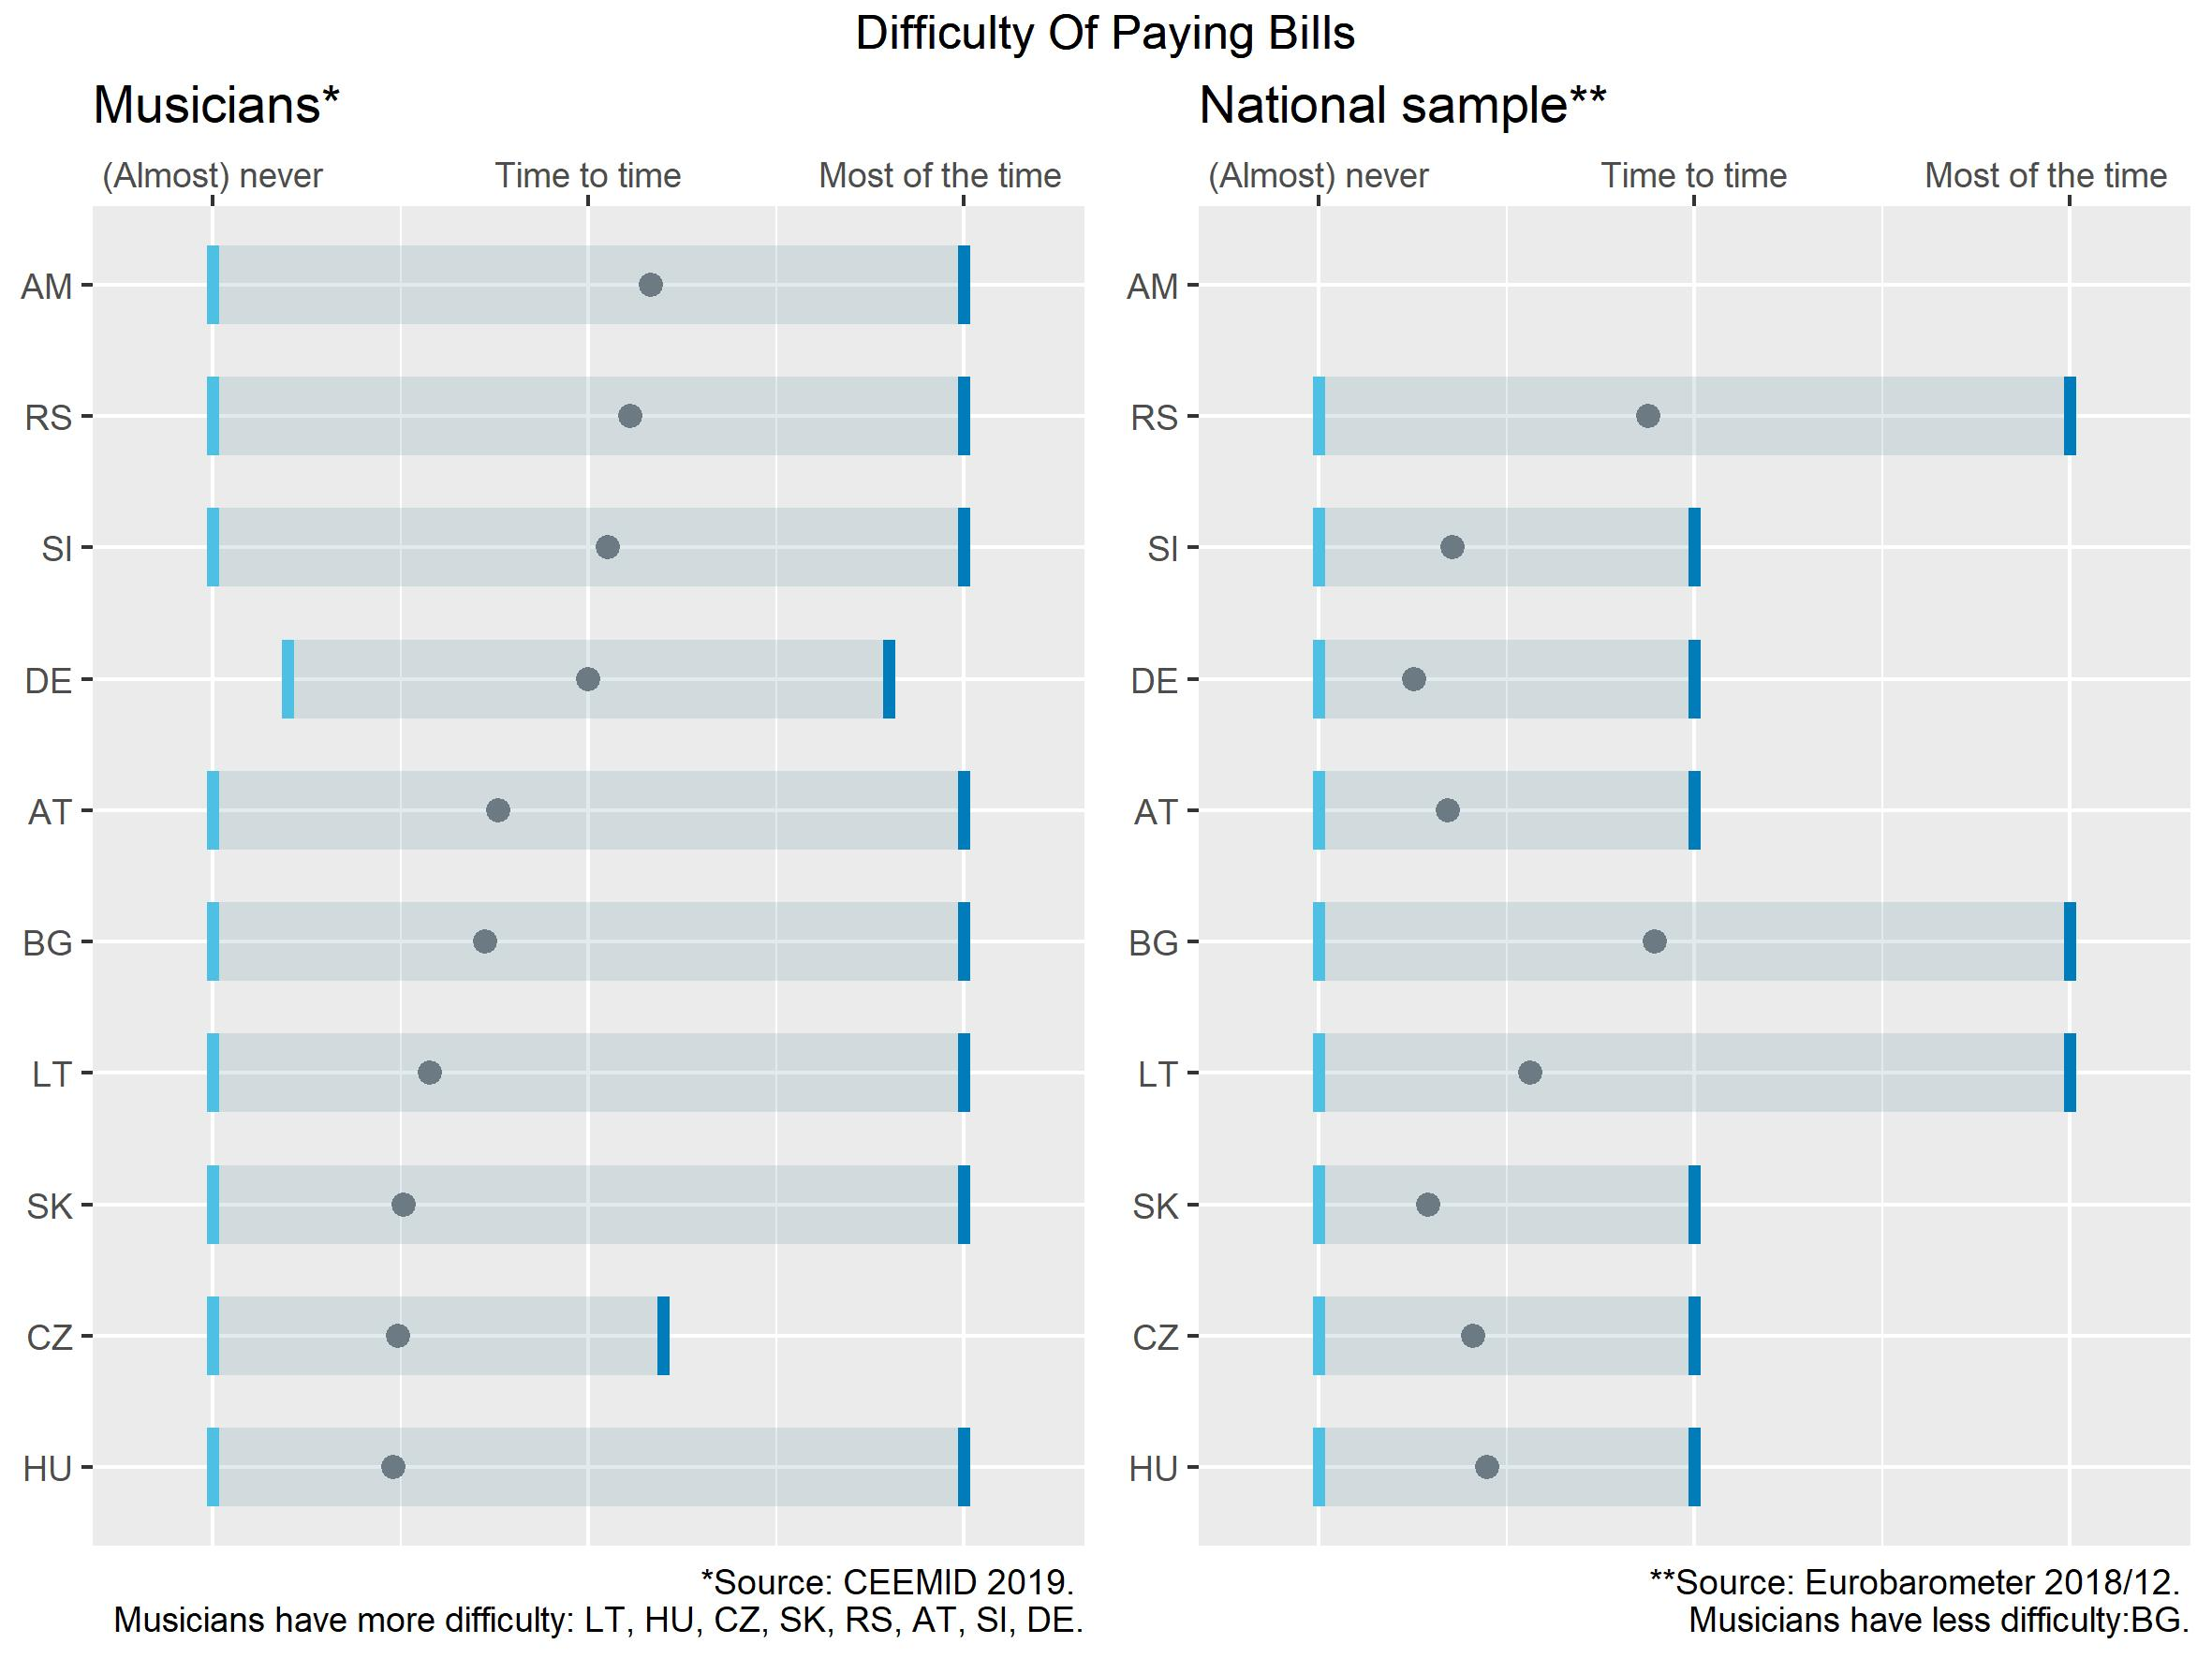 Difficulty Of Paying Bills
Musicians*
(Almost) never Time to time Most of the time
AM
RS
SI
DE
AT
BG
LT
SK
CZ
HU
*Source: CEEMID 2019.
Musicians have more difficulty: LT, HU, CZ, SK, RS, AT, SI, DE.
National sample**
(Almost) never Time to time Most of the time
AM
RS
SI
DE
AT
BG
LT
SK
CZ
HU
**Source: Eurobarometer 2018/12.
Musicians have less difficulty:BG.